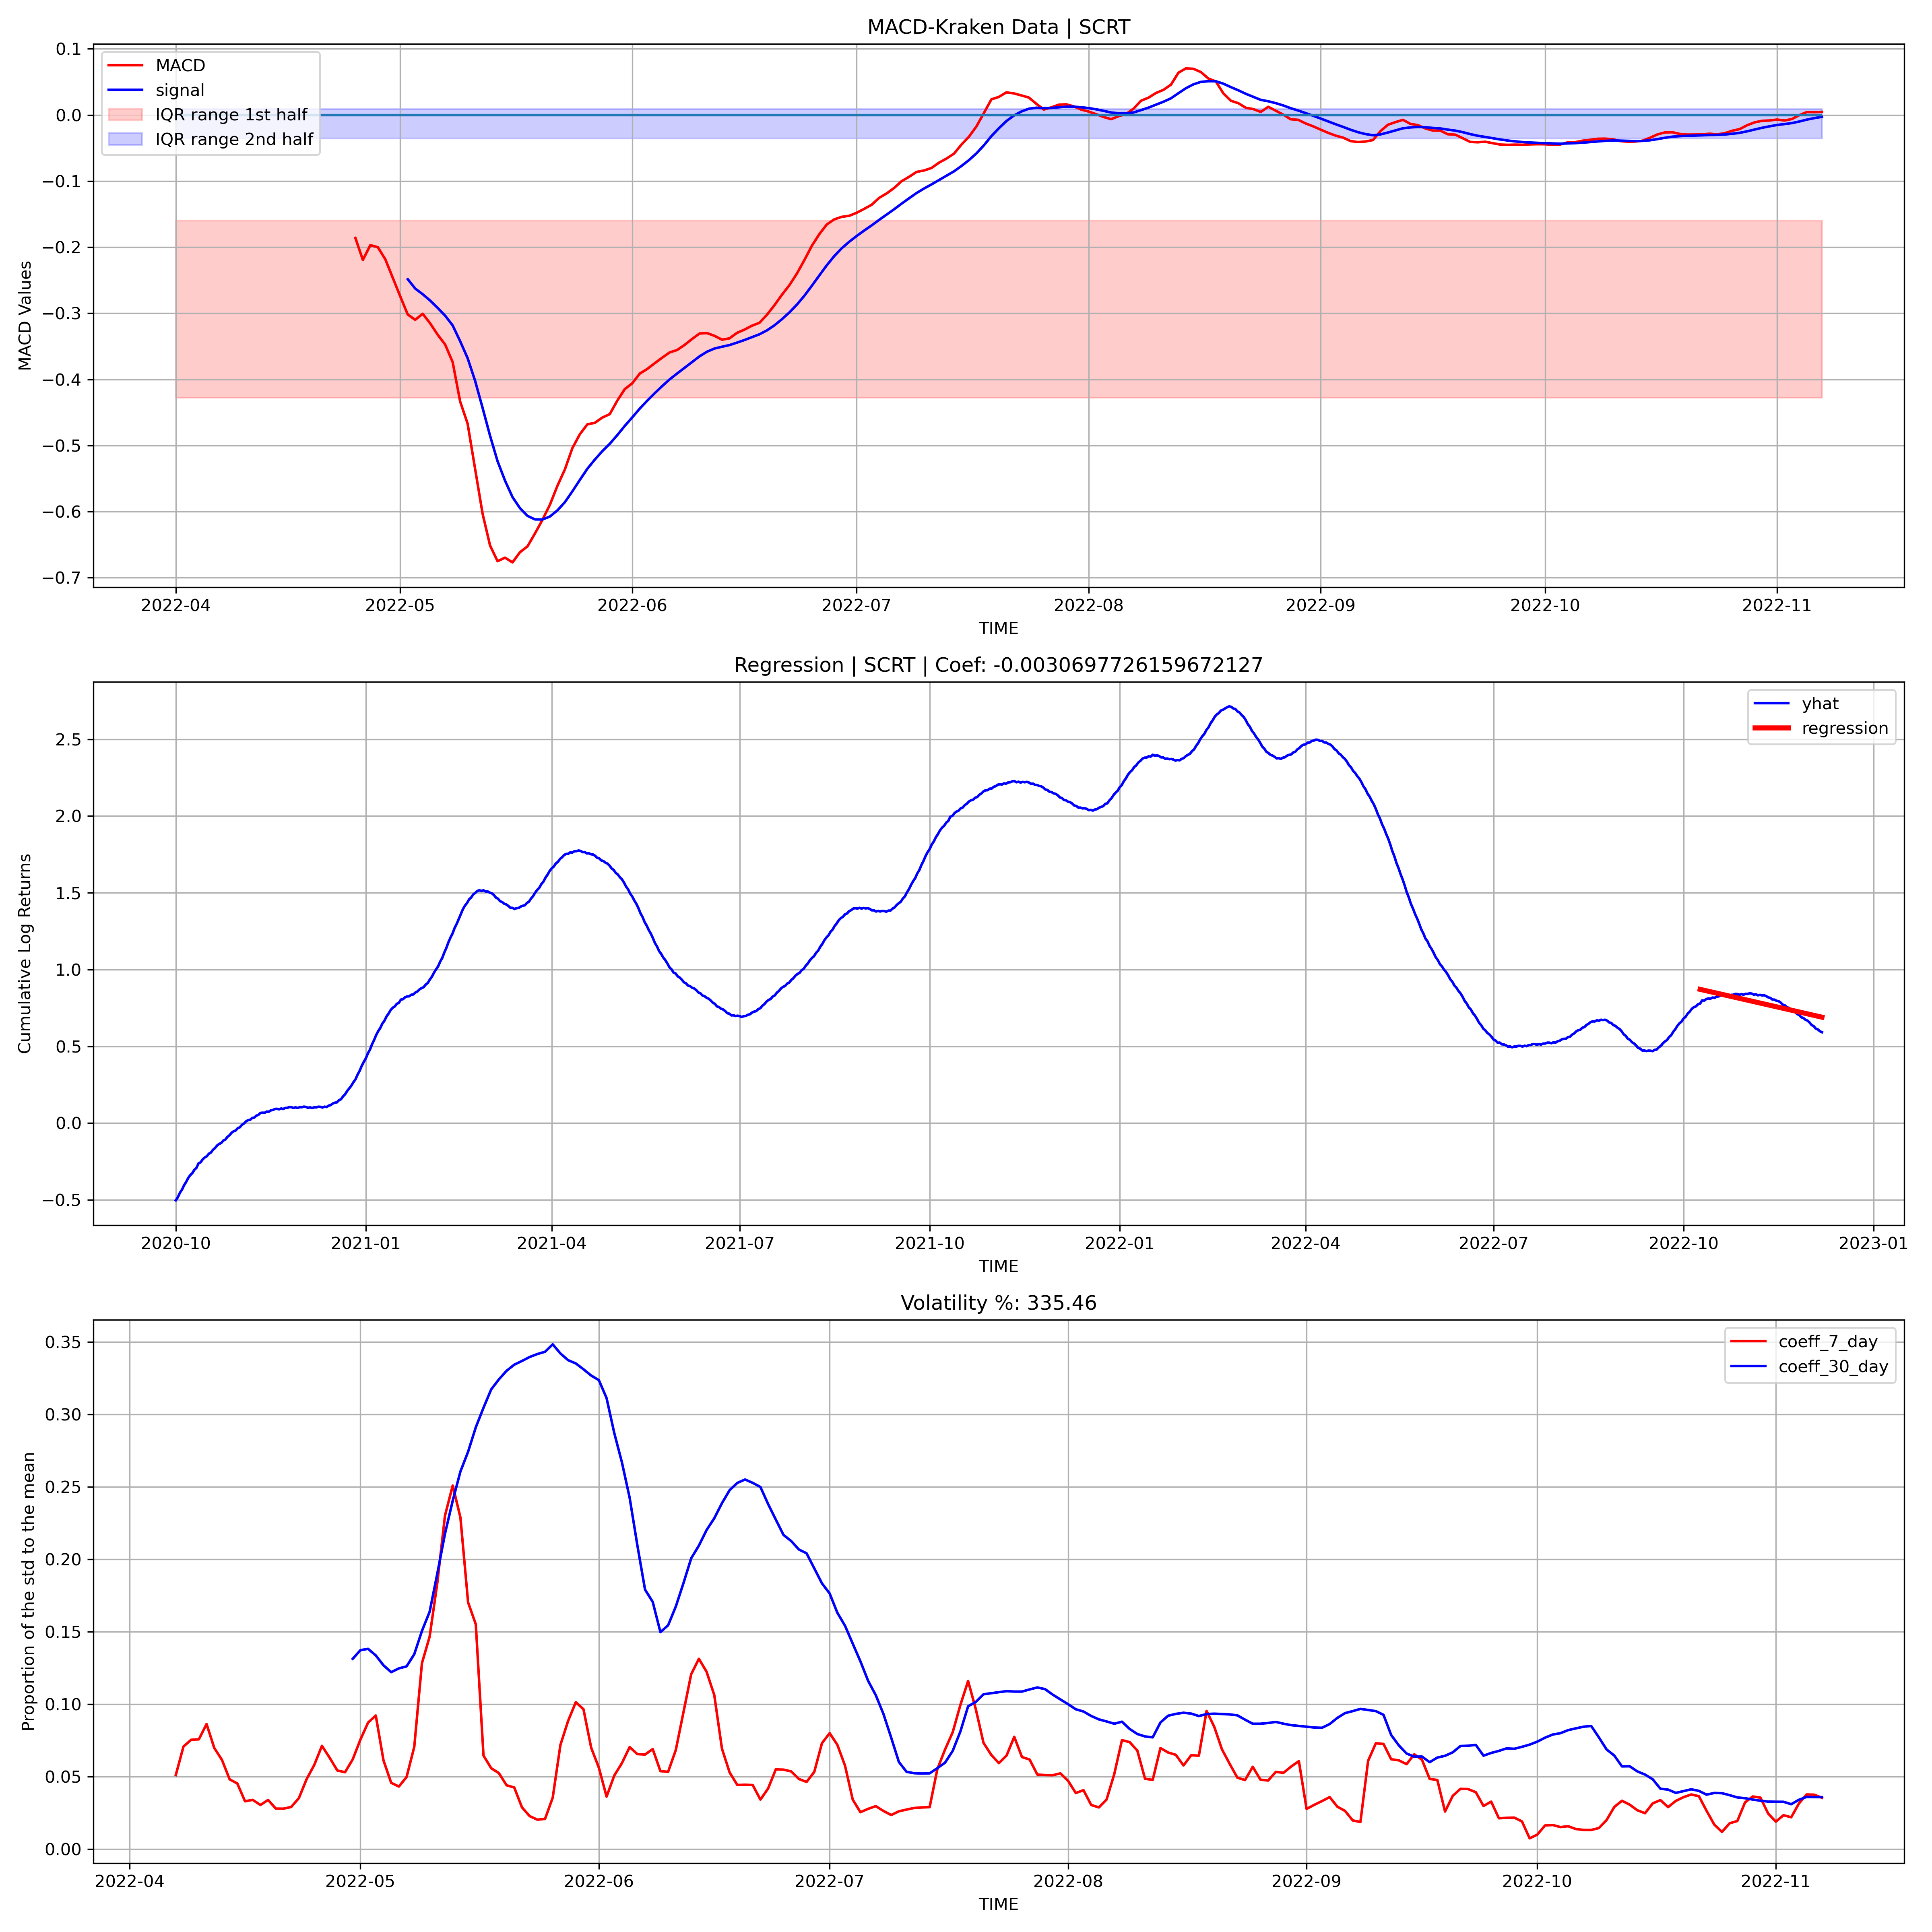 MACD-Kraken Data | SCRT
MACD
signal
IQR range 1st half
IQR range 2nd half
0.1
0.0
−0.1
−0.2
−0.3
−0.4
−0.5
−0.6
−0.7
MACD Values
2022-04 2022-05 2022-06 2022-07 2022-08 2022-09 2022-10 2022-11
TIME
Regression | SCRT | Coef: -0.0030697726159672127
yhat
regression
2.5
2.0
1.5
1.0
0.5
0.0
−0.5
Cumulative Log Returns
2020-10 2021-01 2021-04 2021-07 2021-10 2022-01 2022-04 2022-07 2022-10 2023-01
TIME
Volatility %: 335.46
coeff_7_day
coeff_30_day
0.35
0.30
0.25
0.20
0.15
0.10
0.05
0.00
Proportion of the std to the mean
2022-04 2022-05 2022-06 2022-07 2022-08 2022-09 2022-10 2022-11
TIME